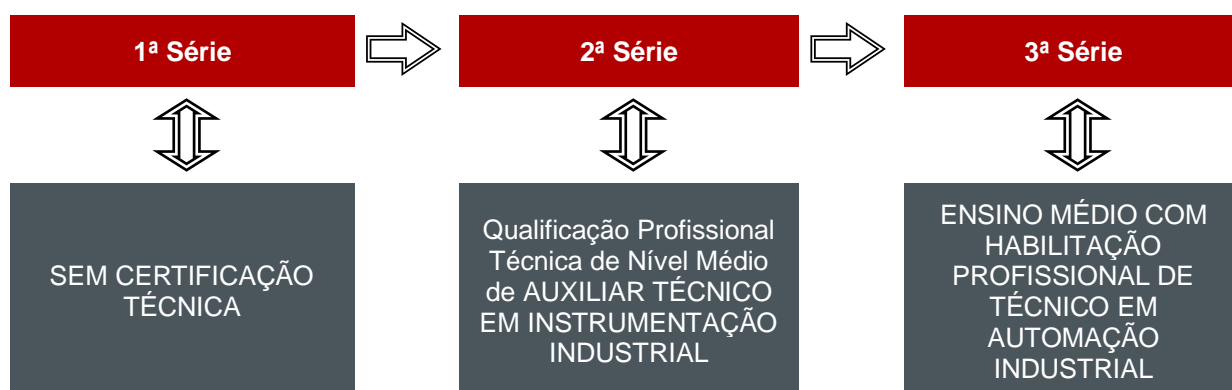 1ª Série
2ª Série
3ª Série
SEM CERTIFICAÇÃO
TÉCNICA
Qualificação Profissional
Técnica de Nível Médio
de AUXILIAR TÉCNICO
EM INSTRUMENTAÇÃO
INDUSTRIAL
ENSINO MÉDIO COM
HABILITAÇÃO
PROFISSIONAL DE
TÉCNICO EM
AUTOMAÇÃO
INDUSTRIAL